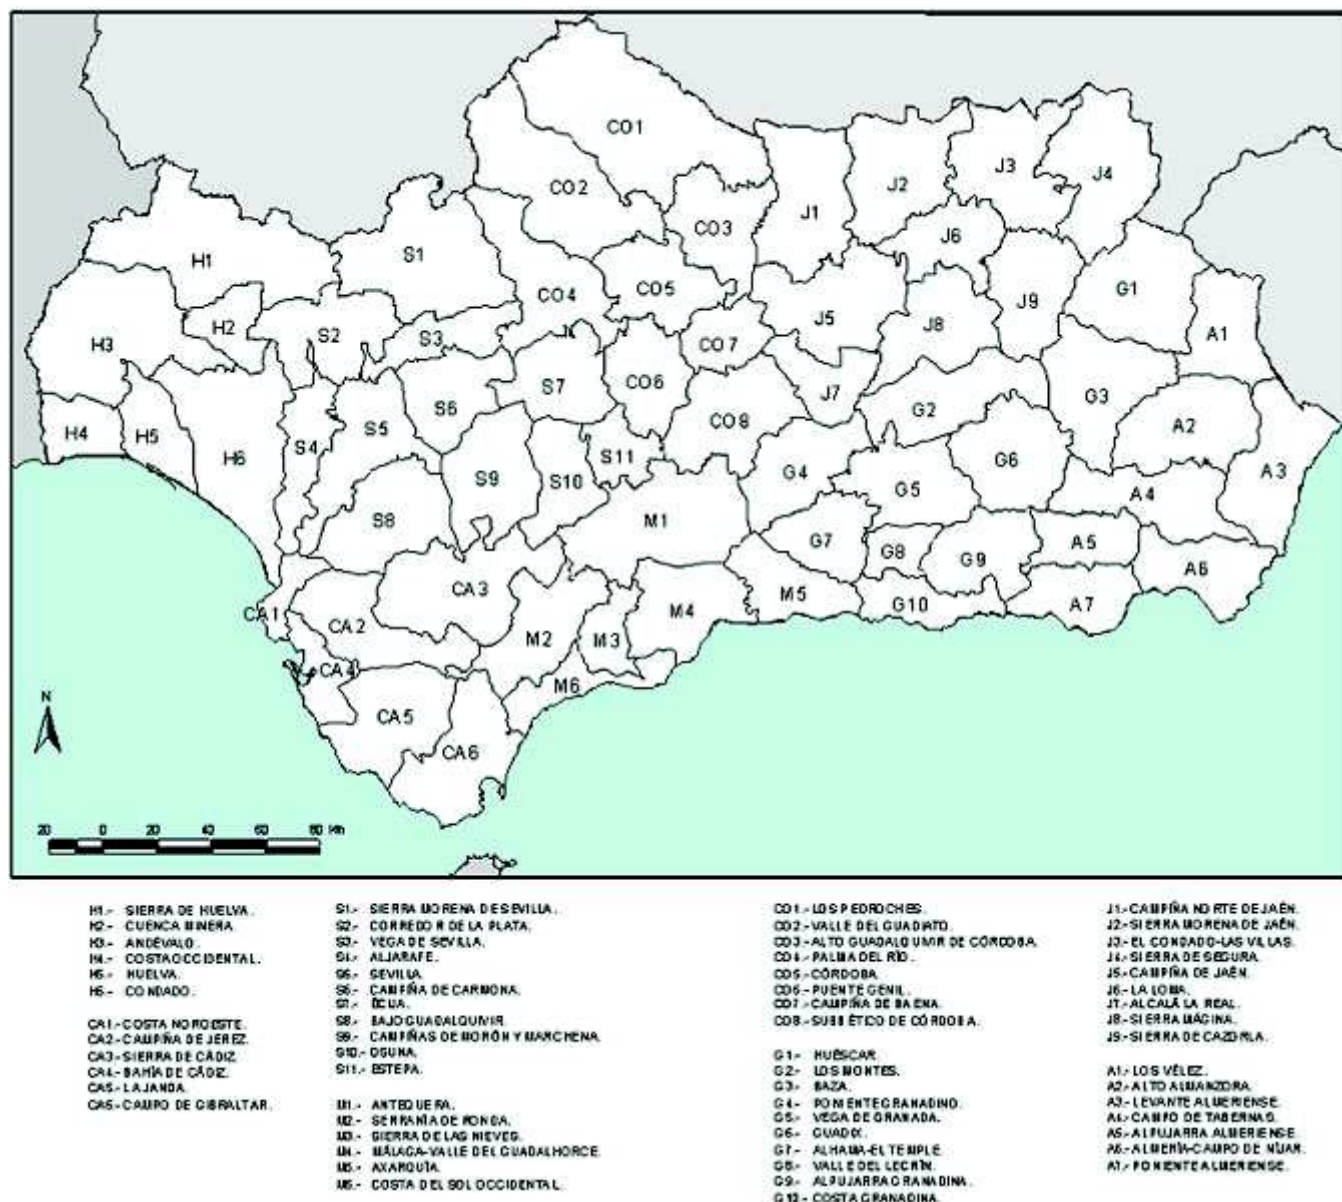 CO1
J3
J2
J4
CO2
J1
CO3
J6
S1
H1
G1
CO4
CO5
J9
H2
S2
S3
J5
J8
A1
H3
CO7
S7
CO6
J7
G3
S6
G2
CO8
A2
H4
H5
S5
H6
S4
S11
G6
S9
S10
G4
G5
A3
A4
S8
M1
G7
G8
A5
G9
A6
CA3
M5
CA1
G10
A7
M4
CA2
M2
M3
CA4
M6
N
CA5
CA6
20 0 20 40 60 80 Km
H1.- SIERRA DE HUELVA.
H2.- CUENCA MINERA.
H3.- ANDÉVALO.
H4.- COSTA OCCIDENTAL.
H5.- HUELVA.
H6.- CONDADO.
CA1.- COSTA NOROESTE.
CA2.- CAMPIÑA DE JEREZ.
CA3.- SIERRA DE CÁDIZ
CA4.- BAHÍA DE CÁDIZ.
CA5.- LA JANDA.
CA6.- CAMPO DE GIBRALTAR.
S1.- SIERRA MORENA DE SEVILLA.
S2.- CORREDOR DE LA PLATA.
S3.- VEGA DE SEVILLA.
S4.- ALJARAFE.
S5.- SEVILLA.
S6.- CAMPIÑA DE CARMONA.
S7.- ÉCIJA.
S8.- BAJO GUADALQUIVIR.
S9.- CAMPIÑAS DE MORÓN Y MARCHENA.
S10.- OSUNA.
S11.- ESTEPA.
M1.- ANTEQUERA.
M2.- SERRANÍA DE RONDA.
M3.- SIERRA DE LAS NIEVES.
M4.- MÁLAGA-VALLE DEL GUADALHORCE.
M5.- AXARQUÍA.
M6.- COSTA DEL SOL OCCIDENTAL.
CO1.- LOS PEDROCHES.
CO2.- VALLE DEL GUADIATO.
CO3.- ALTO GUADALQUIVIR DE CÓRDOBA.
CO4.- PALMA DEL RÍO.
CO5.- CÓRDOBA.
CO6.- PUENTE GENIL.
CO7.- CAMPIÑA DE BAENA.
CO8.- SUBBÉTICO DE CÓRDOBA.
G1.- HUÉSCAR.
G2.- LOS MONTES.
G3.- BAZA.
G4.- PONIENTE GRANADINO.
G5.- VEGA DE GRANADA.
G6.- GUADIX.
G7.- ALHAMA-EL TEMPLE.
G8.- VALLE DEL LECRÍN.
G9.- ALPUJARRA GRANADINA.
G10.- COSTA GRANADINA.
J1.- CAMPIÑA NORTE DE JAÉN.
J2.- SIERRA MORENA DE JAÉN.
J3.- EL CONDADO-LAS VILLAS.
J4.- SIERRA DE SEGURA.
J5.- CAMPIÑA DE JAÉN.
J6.- LA LOMA.
J7.- ALCALÁ LA REAL.
J8.- SIERRA MÁGINA.
J9.- SIERRA DE CAZORLA.
A1.- LOS VÉLEZ.
A2.- ALTO ALMANZORA.
A3.- LEVANTE ALMERIENSE.
A4.- CAMPO DE TABERNAS.
A5.- ALPUJARRA ALMERIENSE.
A6.- ALMERÍA-CAMPO DE NÍJAR.
A7.- PONIENTE ALMERIENSE.